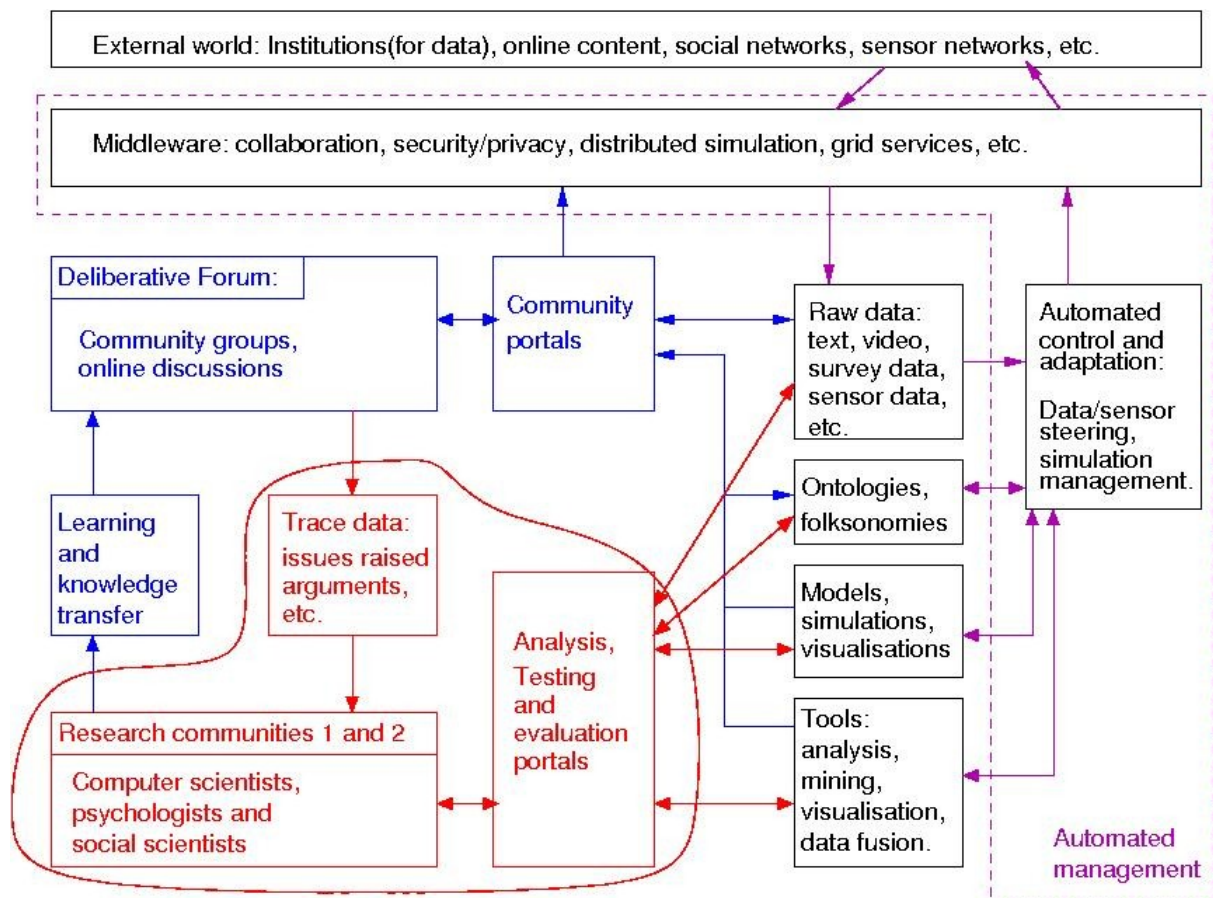 External world: Institutions(for data), online content, social networks, sensor networks, etc.
Middleware: collaboration, security/privacy, distributed simulation, grid services, etc.
Deliberative Forum:
Community groups,
online discussions
Community
portals
Raw data:
text, video,
survey data,
sensor data,
etc.
Automated
control and
adaptation:
Data/sensor
steering,
simulation
management.
Learning
and
knowledge
transfer
Trace data:
issues raised
arguments,
etc.
Ontologies,
folksonomies
Analysis,
Testing
and
evaluation
portals
Models,
simulations,
visualisations
Research communities 1 and 2
Computer scientists,
psychologists and
social scientists
Tools:
analysis,
mining,
visualisation,
data fusion.
Automated
management